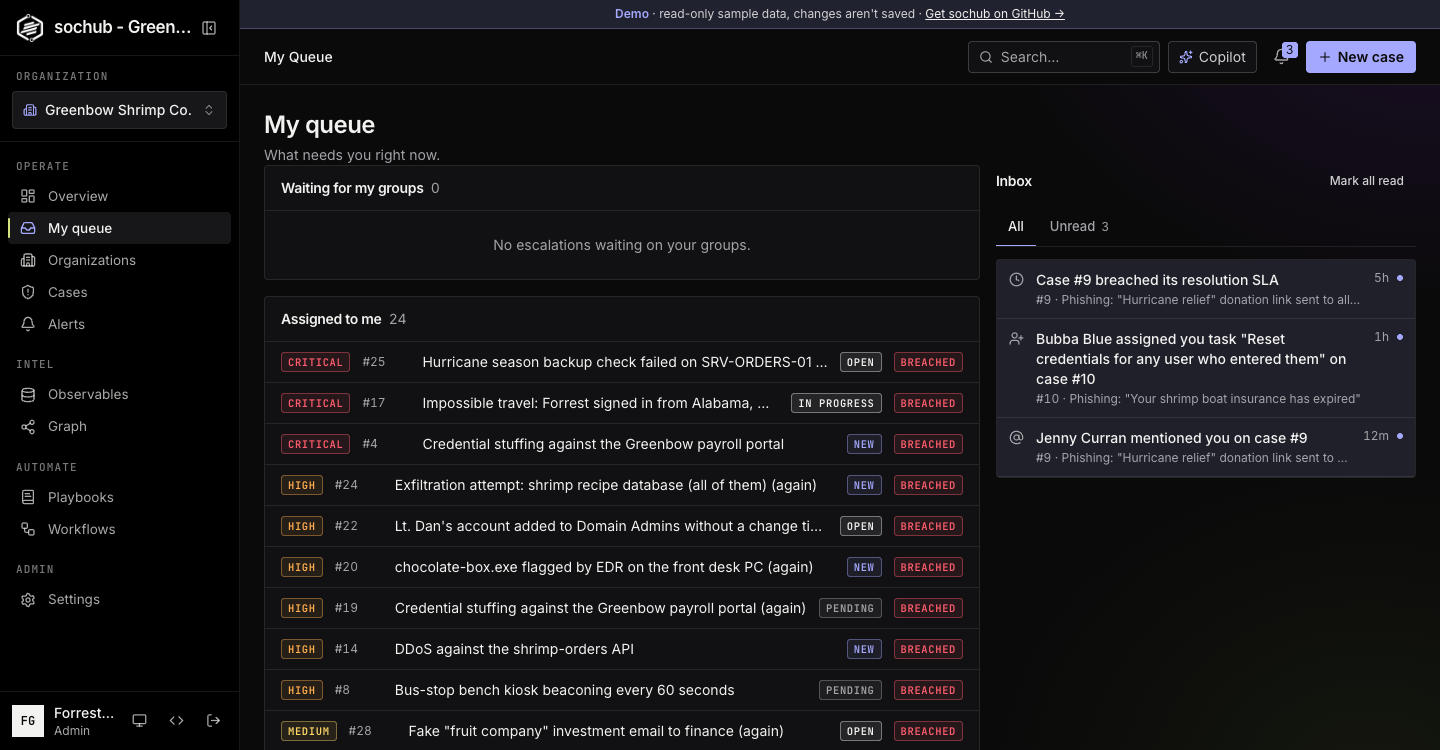 sochub - Green...
Demo · read-only sample data, changes aren't saved · Get sochub on GitHub →
ORGANIZATION
Greenbow Shrimp Co.
OPERATE
Overview
My queue
Organizations
Cases
Alerts
INTEL
Observables
Graph
AUTOMATE
Playbooks
Workflows
ADMIN
Settings
FG
Forrest...
Admin
My Queue
Search...
⌘K
Copilot
3
+ New case
My queue
What needs you right now.
Waiting for my groups 0
No escalations waiting on your groups.
Assigned to me 24
CRITICAL #25 Hurricane season backup check failed on SRV-ORDERS-01 ... OPEN BREACHED
CRITICAL #17 Impossible travel: Forrest signed in from Alabama, ... IN PROGRESS BREACHED
CRITICAL #4 Credential stuffing against the Greenbow payroll portal NEW BREACHED
HIGH #24 Exfiltration attempt: shrimp recipe database (all of them) (again) NEW BREACHED
HIGH #22 Lt. Dan's account added to Domain Admins without a change ti... OPEN BREACHED
HIGH #20 chocolate-box.exe flagged by EDR on the front desk PC (again) NEW BREACHED
HIGH #19 Credential stuffing against the Greenbow payroll portal (again) PENDING BREACHED
HIGH #14 DDoS against the shrimp-orders API NEW BREACHED
HIGH #8 Bus-stop bench kiosk beaconing every 60 seconds PENDING BREACHED
MEDIUM #28 Fake "fruit company" investment email to finance (again) OPEN BREACHED
Inbox
Mark all read
All
Unread 3
Case #9 breached its resolution SLA 5h
#9 · Phishing: "Hurricane relief" donation link sent to all...
Bubba Blue assigned you task "Reset 1h
credentials for any user who entered them" on
case #10
#10 · Phishing: "Your shrimp boat insurance has expired"
Jenny Curran mentioned you on case #9 12m
#9 · Phishing: "Hurricane relief" donation link sent to ...